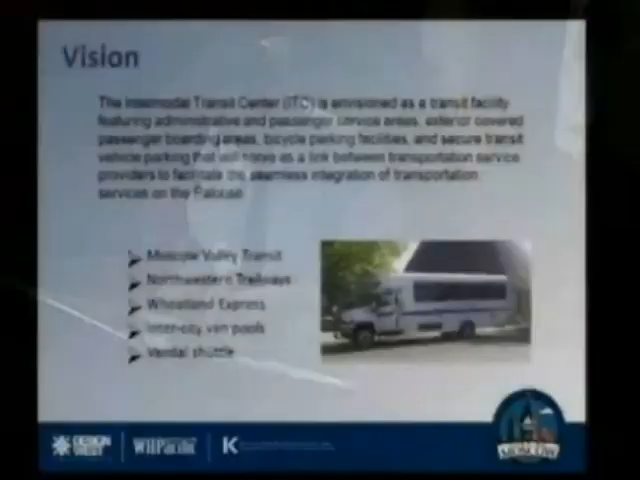 Vision
The Intermodal Transit Center (ITC) is envisioned as a transit facility
featuring administrative and passenger service areas, exterior covered
passenger boarding areas, bicycle parking facilities, and secure transit
vehicle parking that will serve as a link between transportation service
providers to facilitate the seamless integration of transportation
services on the Palouse
Moscow Valley Transit
Northwestern Trailways
Wheatland Express
Inter-city van pools
Vandal shuttle
DESIGN
WEST
WHPacific
K
MOSCOW